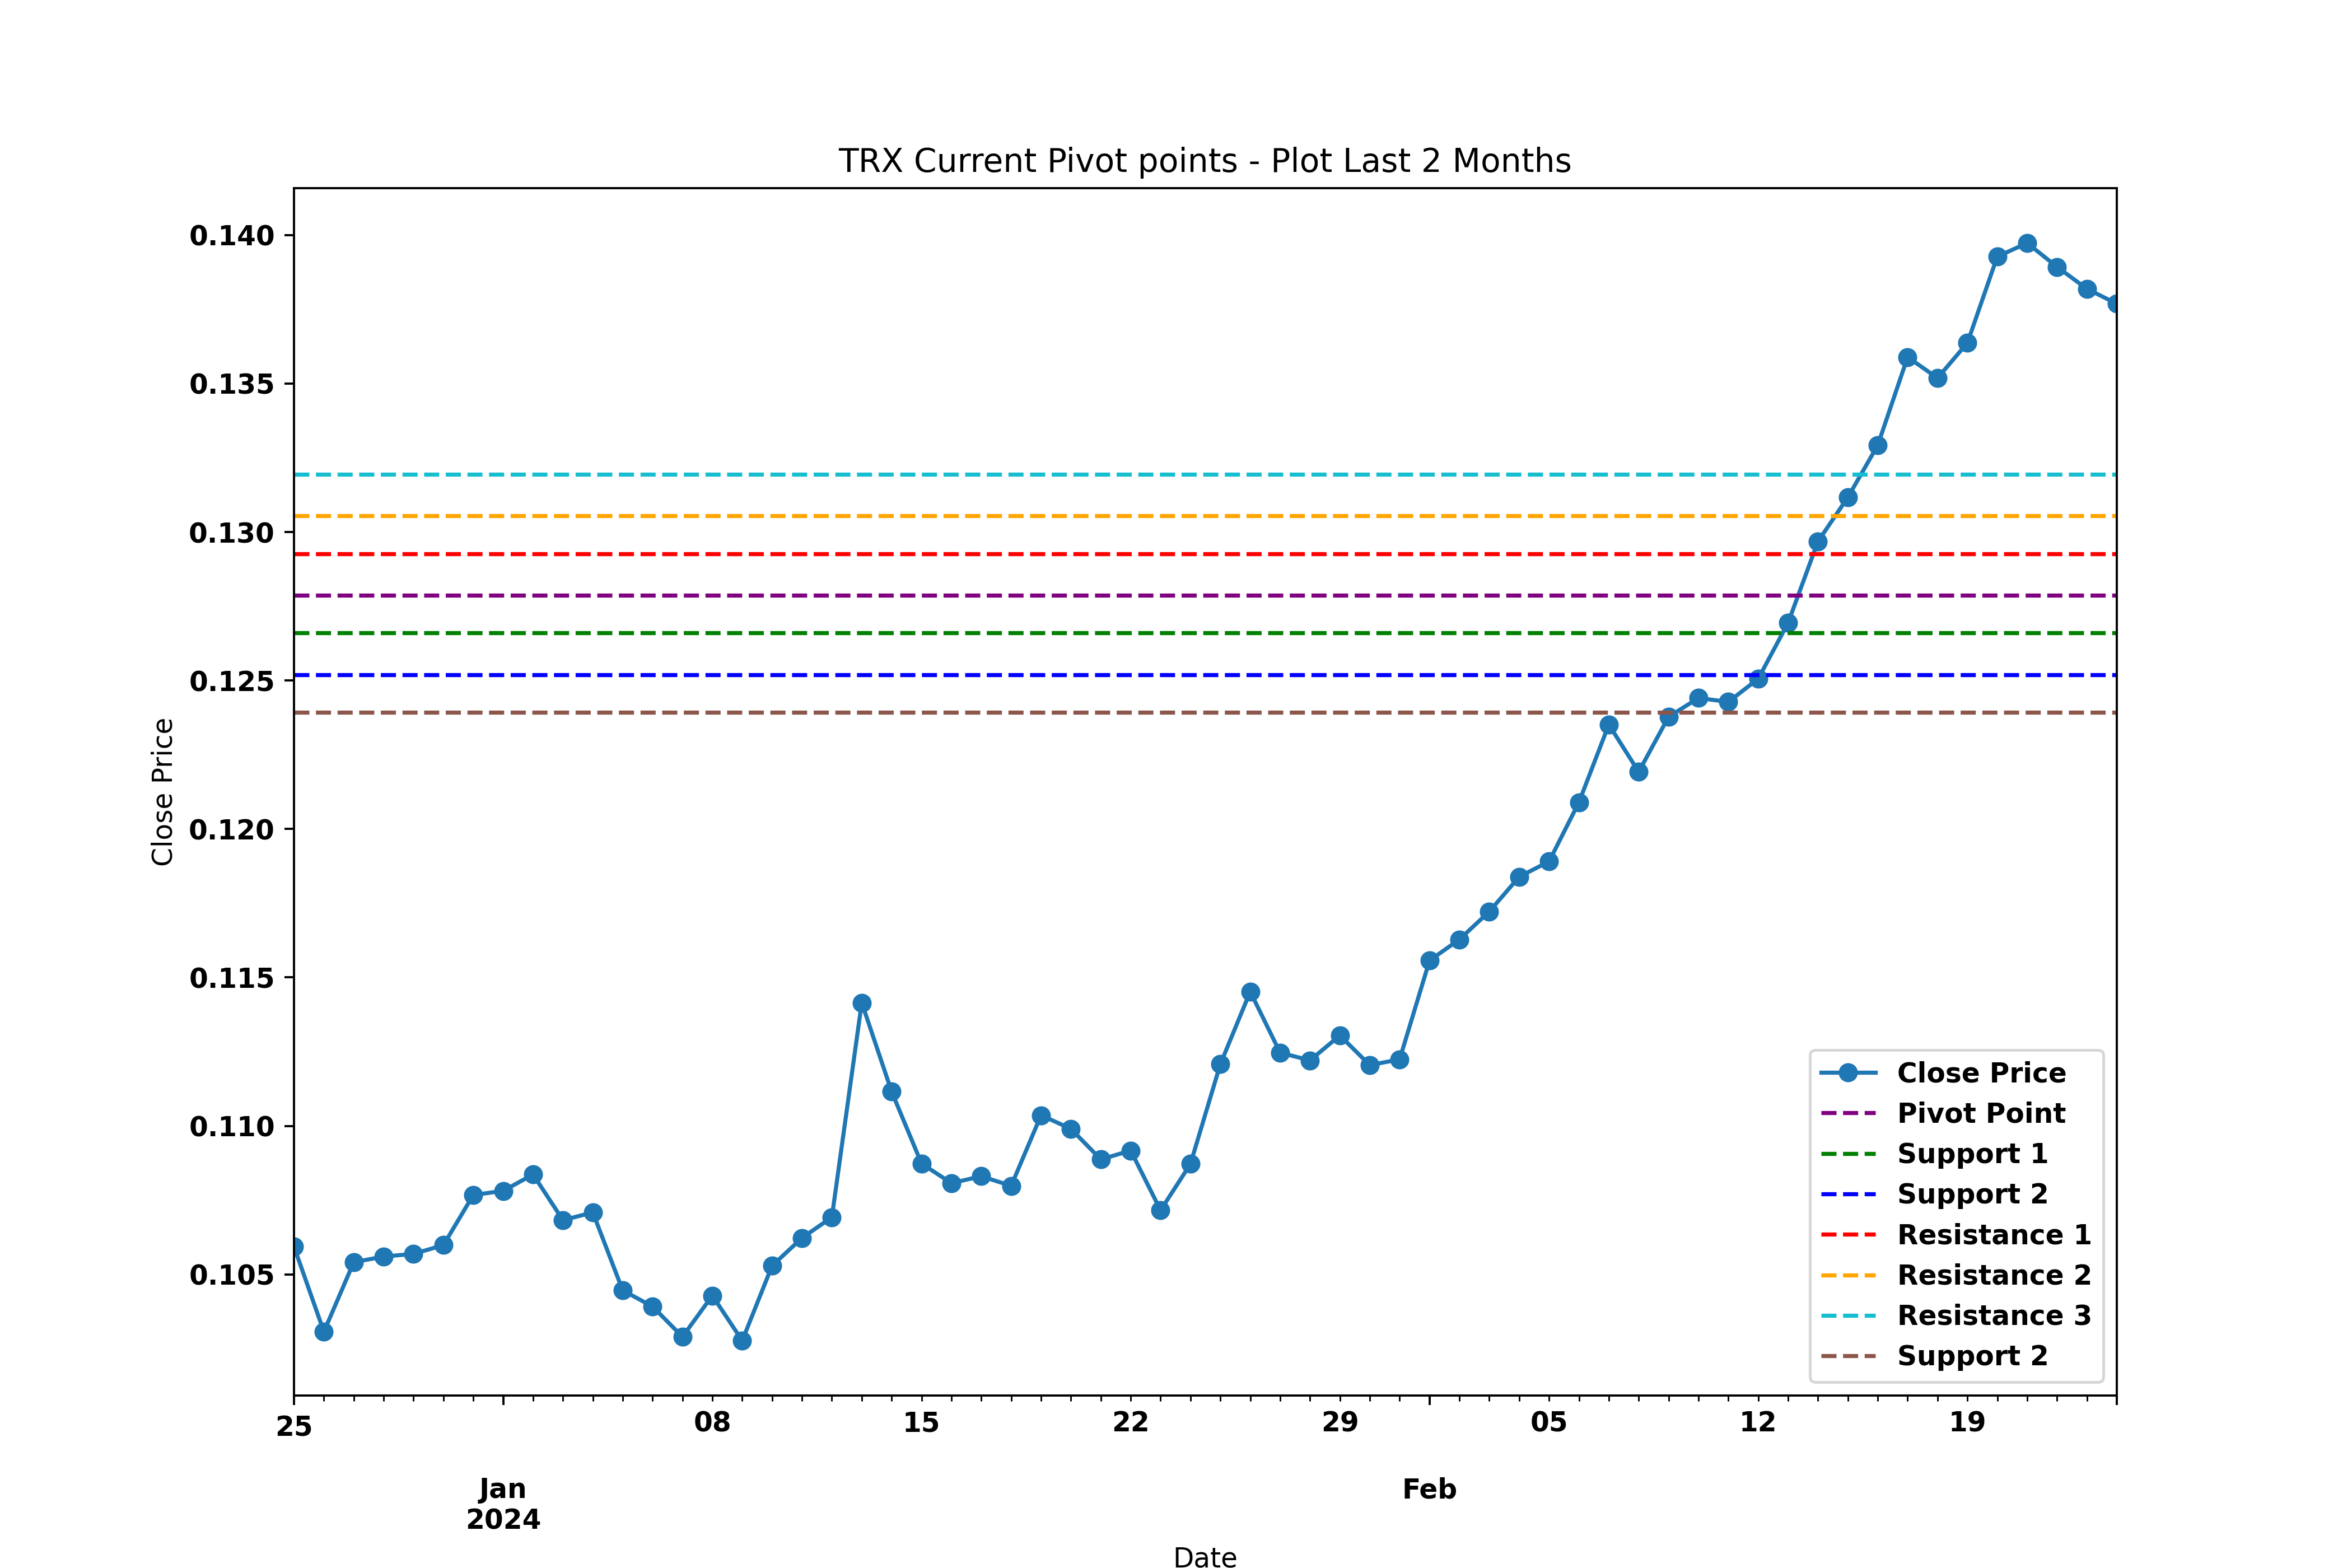 TRX Current Pivot points - Plot Last 2 Months
0.140
0.135
0.130
0.125
0.120
0.115
0.110
0.105
Close Price
Close Price
Pivot Point
Support 1
Support 2
Resistance 1
Resistance 2
Resistance 3
Support 2
25 08 15 22 29 05 12 19
Jan Feb
2024
Date